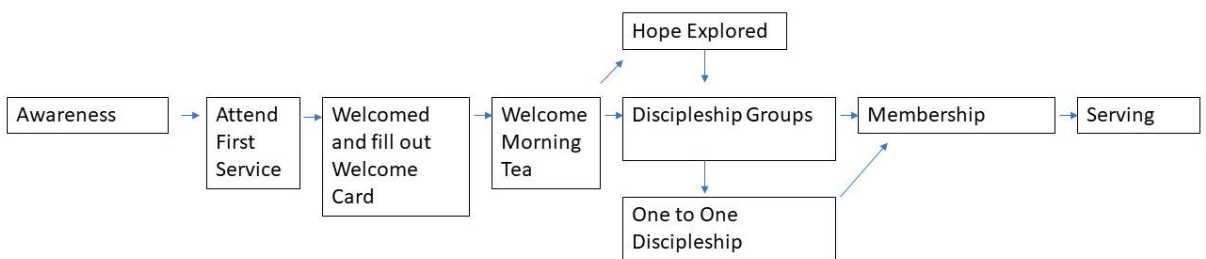 Hope Explored
Awareness
Attend
First
Service
Welcomed
and fill out
Welcome
Card
Welcome
Morning
Tea
Discipleship Groups
Membership
Serving
One to One
Discipleship